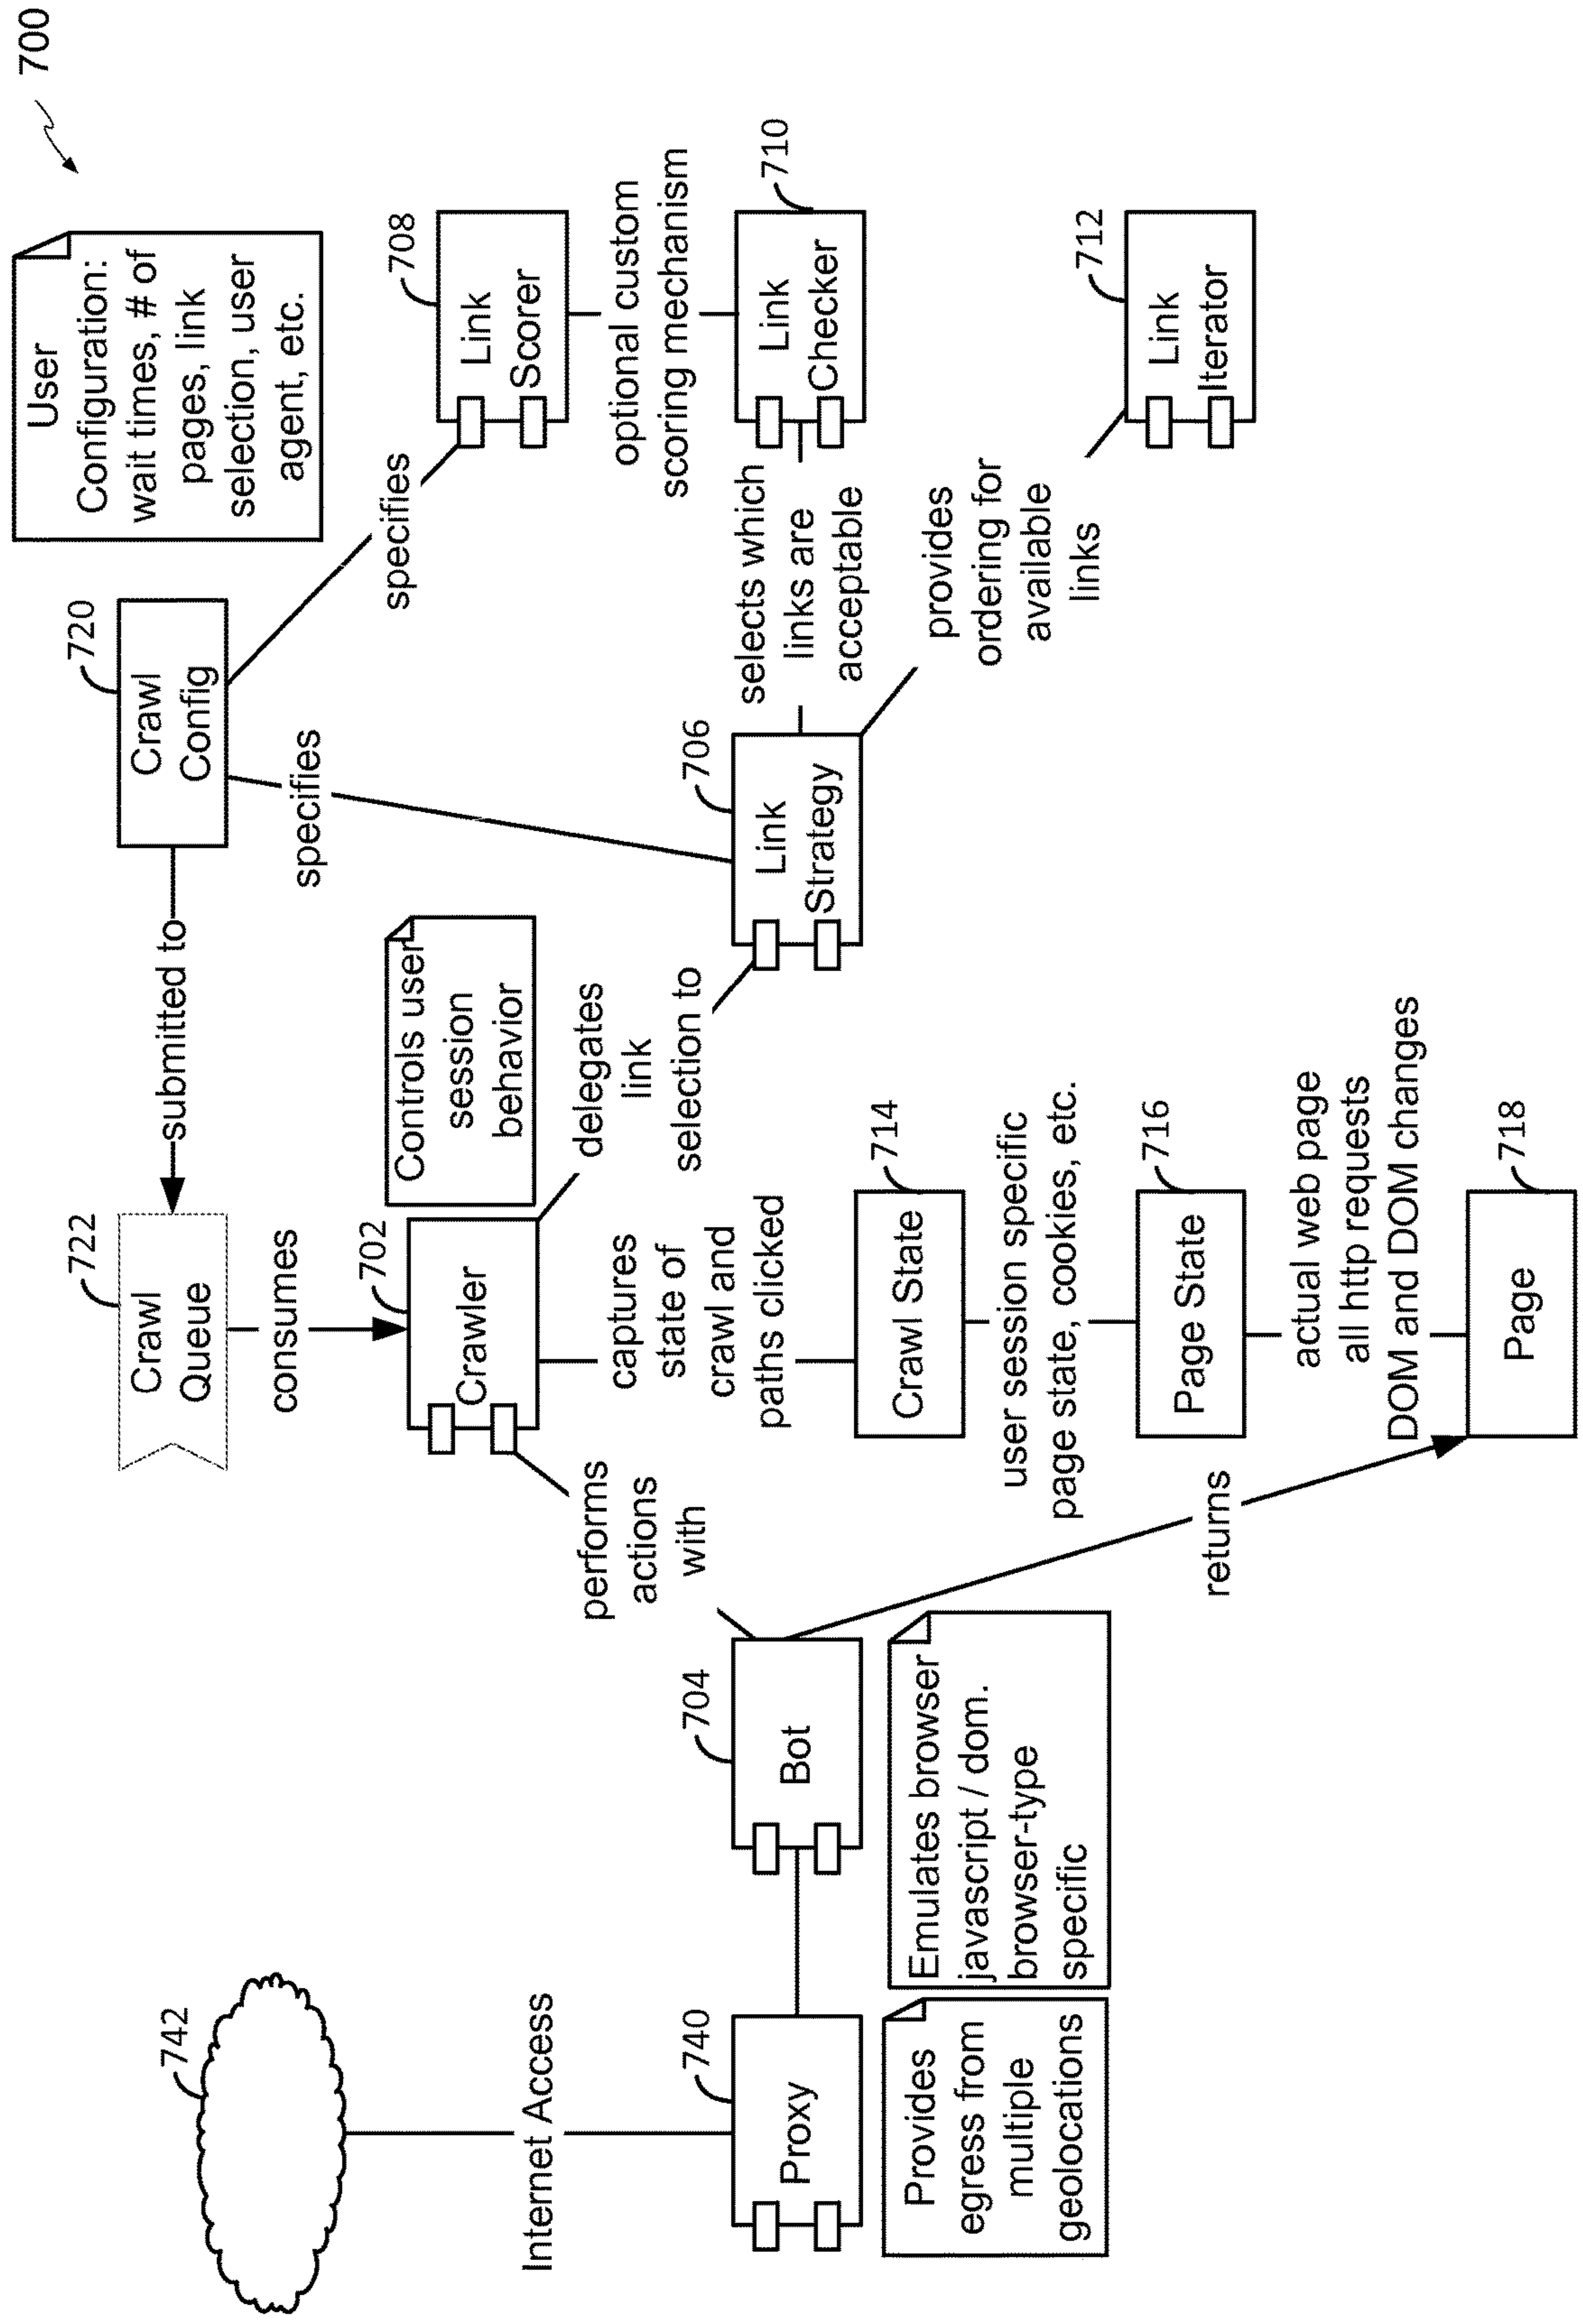 700
User
Configuration:
wait times, # of
pages, link
selection, user
agent, etc.
722
Crawl
Queue
submitted to
720
Crawl
Config
742
consumes
specifies
specifies
702
Crawler
Controls user
session
behavior
708
Link
Scorer
Internet Access
performs
actions
with
captures
state of
crawl and
paths clicked
delegates
link
selection to
optional custom
scoring mechanism
740
Proxy
704
Bot
706
Link
Strategy
selects which
links are
acceptable
710
Link
Checker
Provides
egress from
multiple
geolocations
Emulates browser
javascript / dom.
browser-type
specific
714
Crawl State
provides
ordering for
available
links
user session specific
page state, cookies, etc.
712
Link
Iterator
716
Page State
returns
actual web page
all http requests
DOM and DOM changes
718
Page